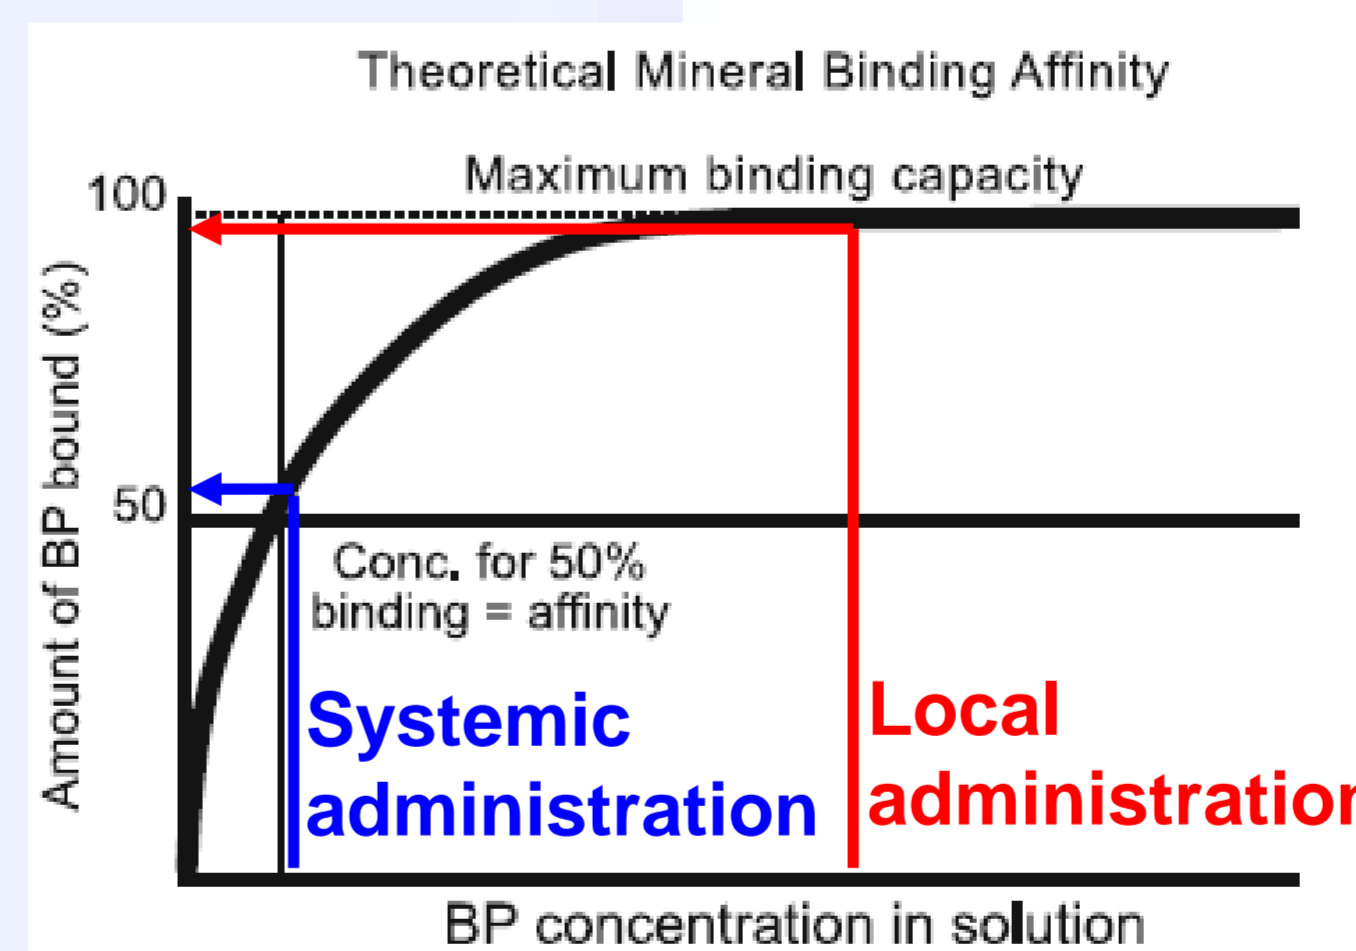 Theoretical Mineral Binding Affinity
Maximum binding capacity
100
Amount of BP bound (%)
50
Conc. for 50%
binding = affinity
Systemic
administration
Local
administration
BP concentration in solution